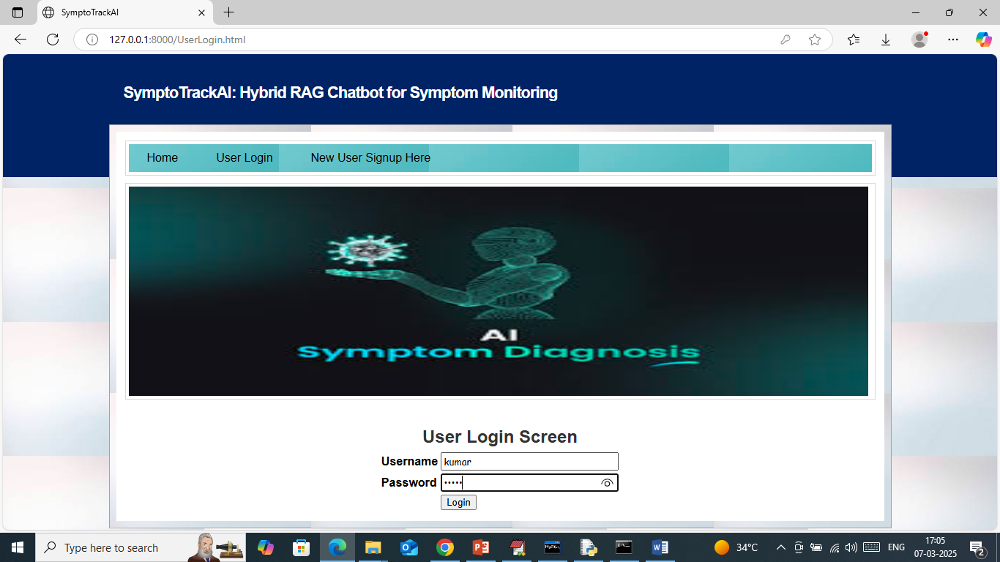 SymptoTrackAI
127.0.0.1:8000/UserLogin.html
SymptoTrackAI: Hybrid RAG Chatbot for Symptom Monitoring
Home User Login New User Signup Here
AI
Symptom Diagnosis
User Login Screen
Username kumar
Password •••••
Login
Type here to search 34°C ENG 17:05
07-03-2025 2